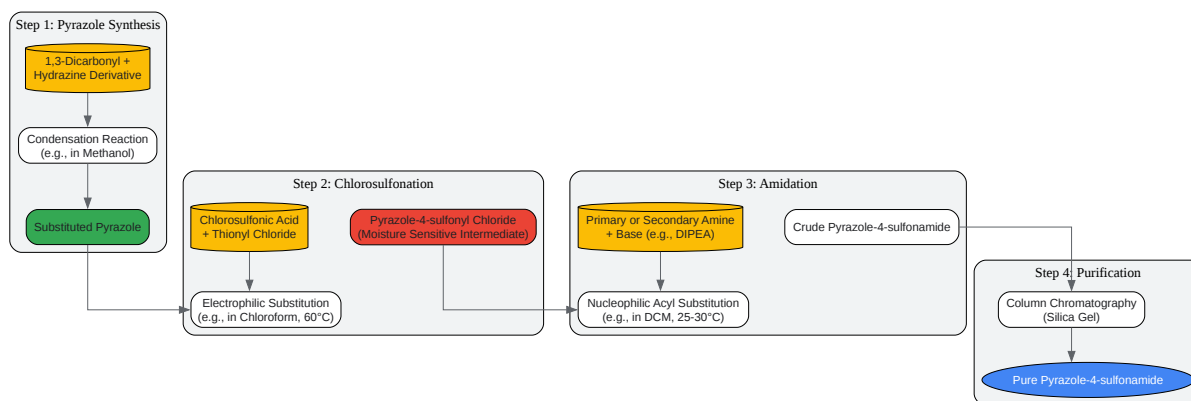 Step 1: Pyrazole Synthesis
1,3-Dicarbonyl +
Hydrazine Derivative
Condensation Reaction
(e.g., in Methanol)
Substituted Pyrazole
Step 2: Chlorosulfonation
Chlorosulfonic Acid
+ Thionyl Chloride
Pyrazole-4-sulfonyl Chloride
(Moisture Sensitive Intermediate)
Electrophilic Substitution
(e.g., in Chloroform, 60°C)
Step 3: Amidation
Primary or Secondary Amine
+ Base (e.g., DIPEA)
Crude Pyrazole-4-sulfonamide
Nucleophilic Acyl Substitution
(e.g., in DCM, 25-30°C)
Step 4: Purification
Column Chromatography
(Silica Gel)
Pure Pyrazole-4-sulfonamide